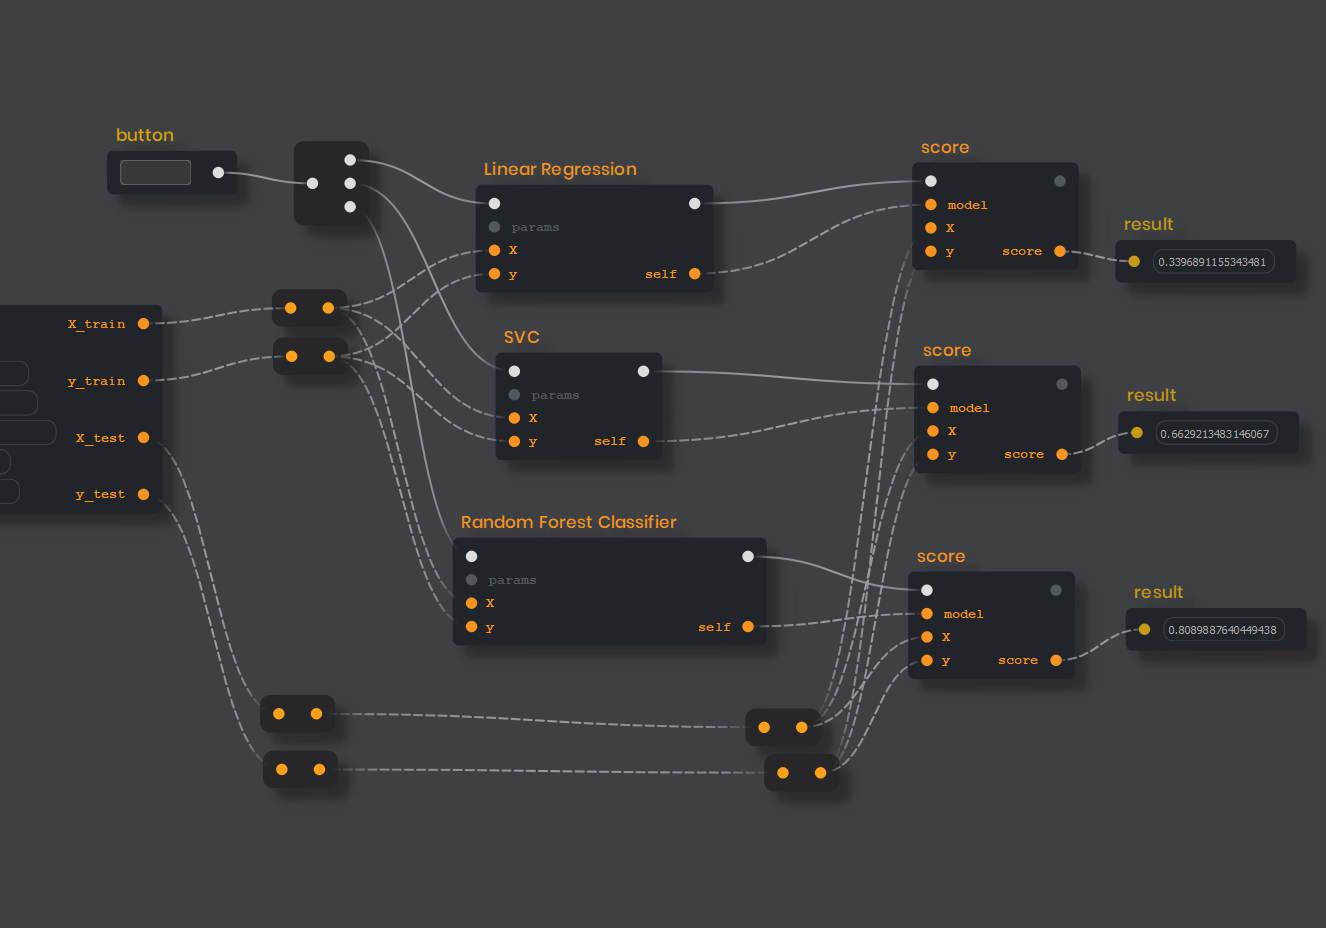 button
Linear Regression
params
X
y
self
score
model
X
y
score
result
0.3396891155343481
X_train
y_train
X_test
y_test
SVC
params
X
y
self
score
model
X
y
score
result
0.6629213483146067
Random Forest Classifier
params
X
y
self
score
model
X
y
score
result
0.8089887640449438